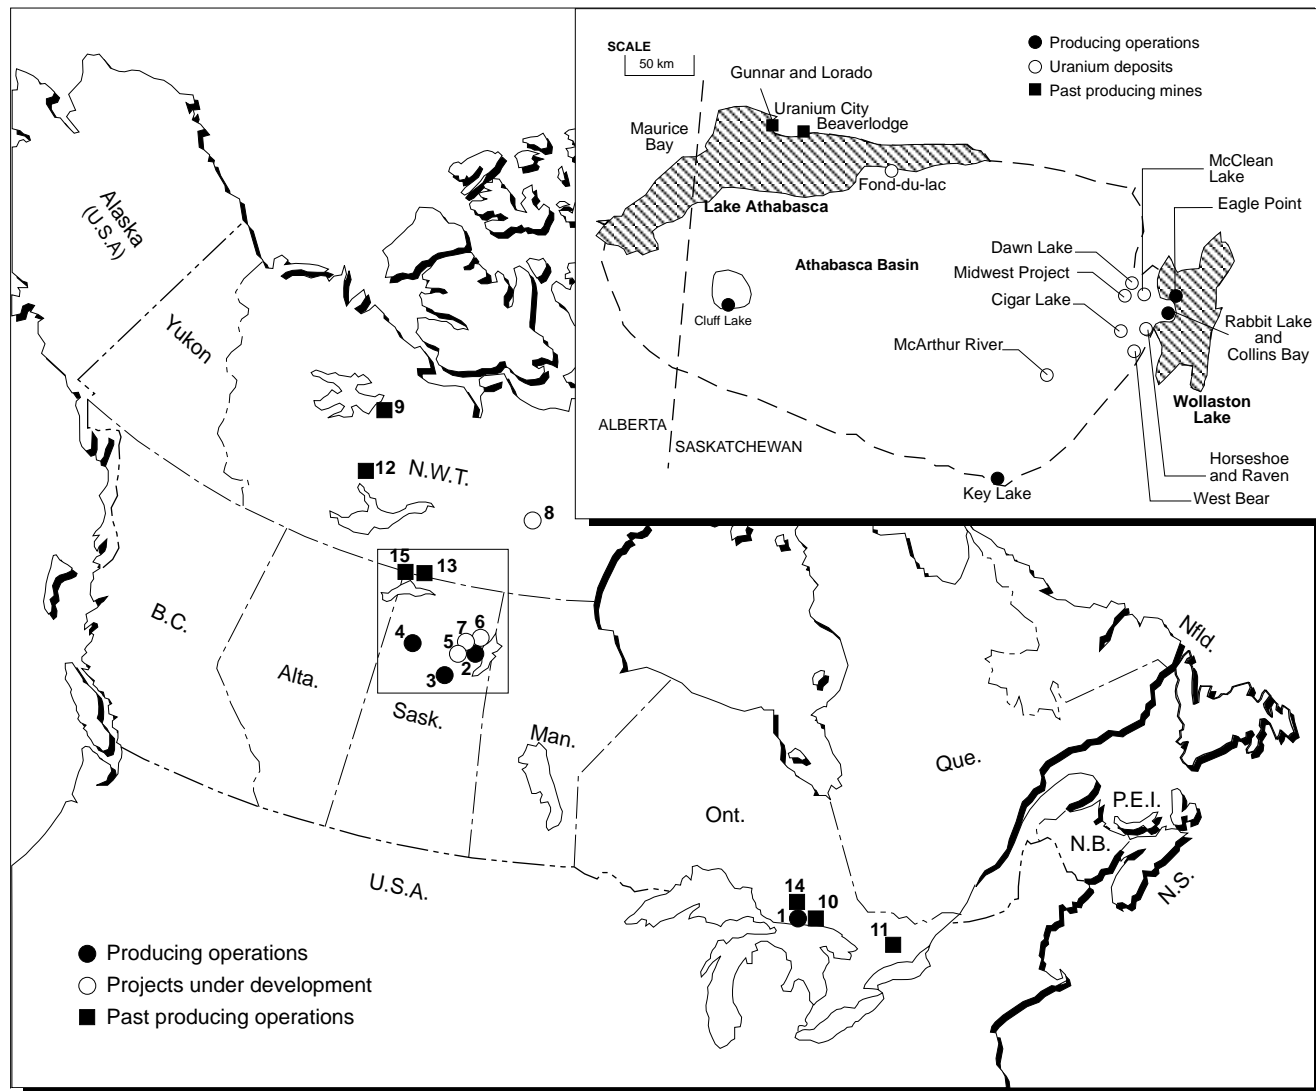 SCALE
50 km
Producing operations
Uranium deposits
Past producing mines
Gunnar and Lorado
Uranium City
Beaverlodge
Maurice
Bay
McClean
Lake
Fond-du-lac
Eagle Point
Lake Athabasca
Dawn Lake
Athabasca Basin
Midwest Project
Cigar Lake
Cluff Lake
Rabbit Lake
and
Collins Bay
McArthur River
Wollaston
Lake
ALBERTA
SASKATCHEWAN
Horseshoe
and Raven
Key Lake
West Bear
Alaska
(U.S.A)
Yukon
9
12
N.W.T.
8
15
13
B.C.
4
7
6
5
2
3
Alta.
Sask.
Man.
Nfld.
Que.
Ont.
P.E.I.
N.B.
N.S.
U.S.A.
14
1
10
11
Producing operations
Projects under development
Past producing operations